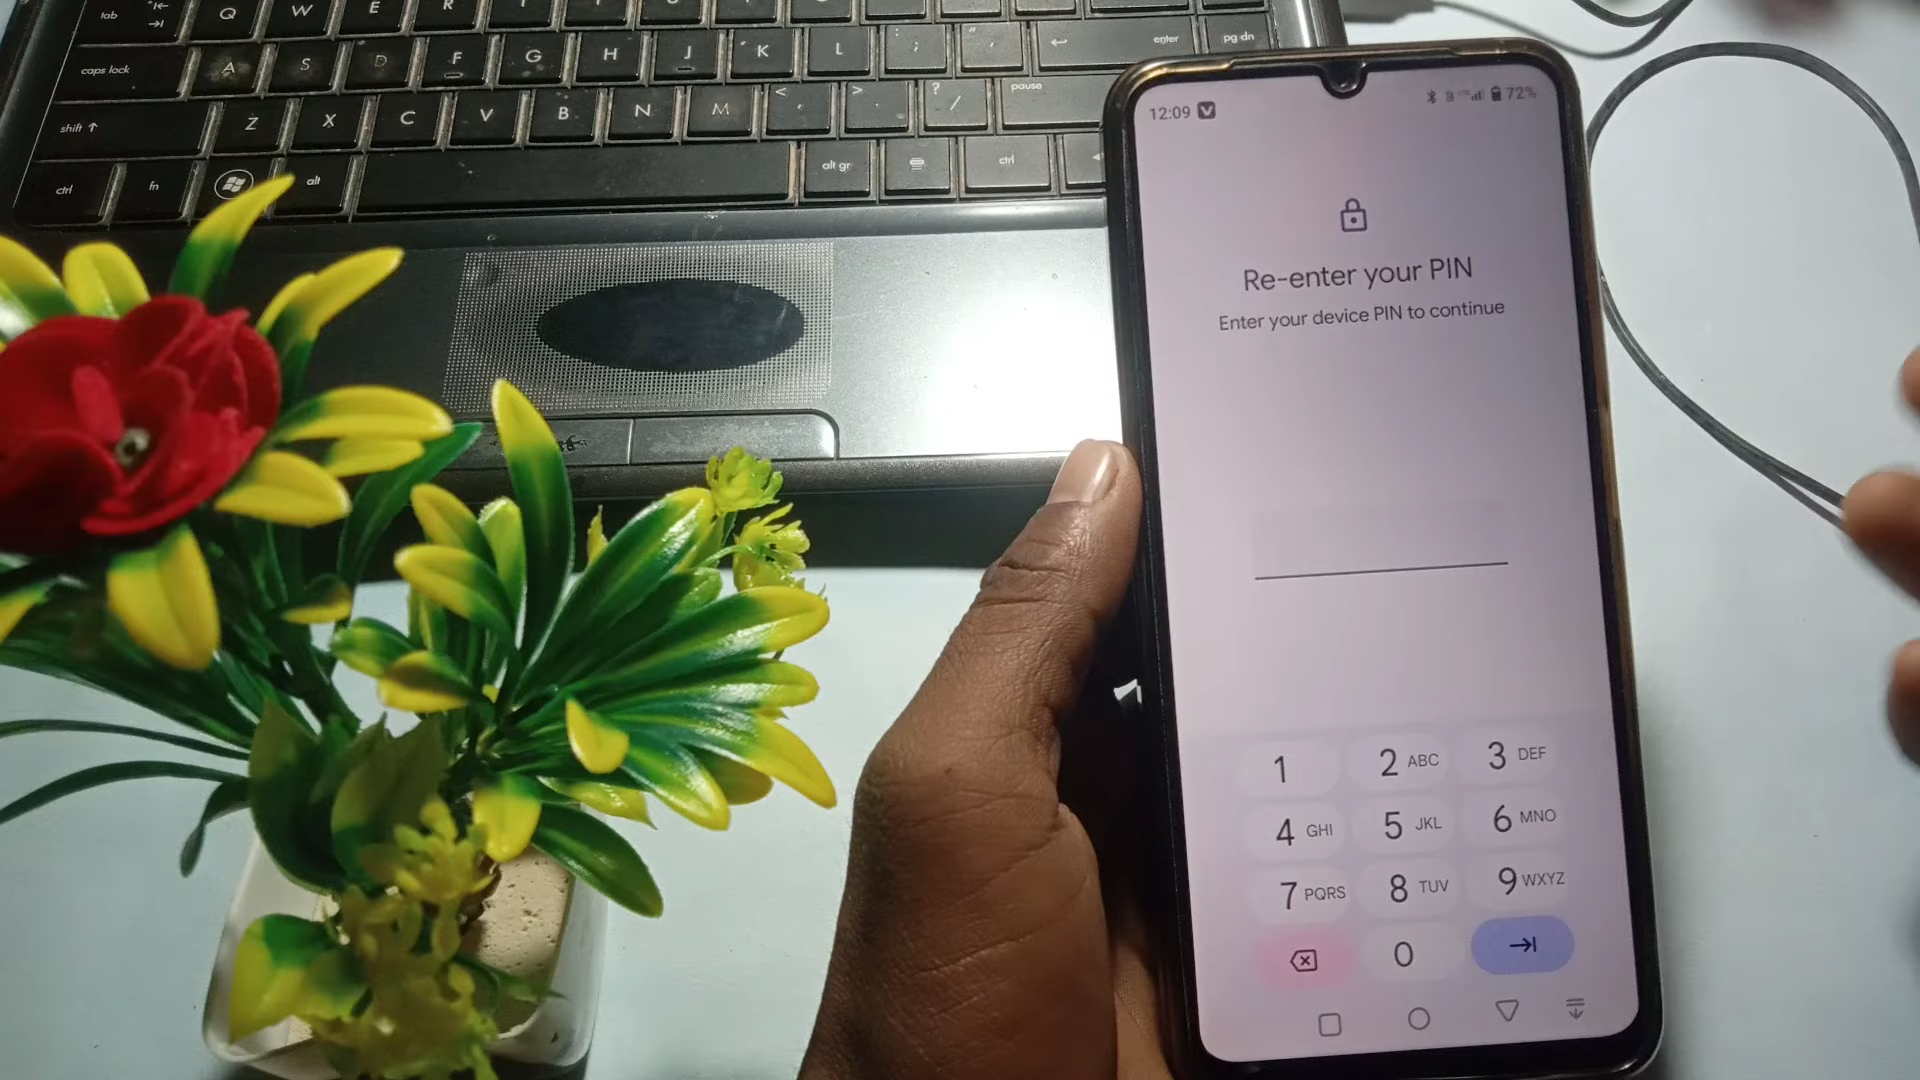 tab Q W E R
caps lock A S D F G H J K L : ; " ' enter pg dn
shift Z X C V B N M < , > . ? / pause
ctrl fn alt alt gr ctrl
12:09 72%
Re-enter your PIN
Enter your device PIN to continue
1 2 ABC 3 DEF
4 GHI 5 JKL 6 MNO
7 PQRS 8 TUV 9 WXYZ
0